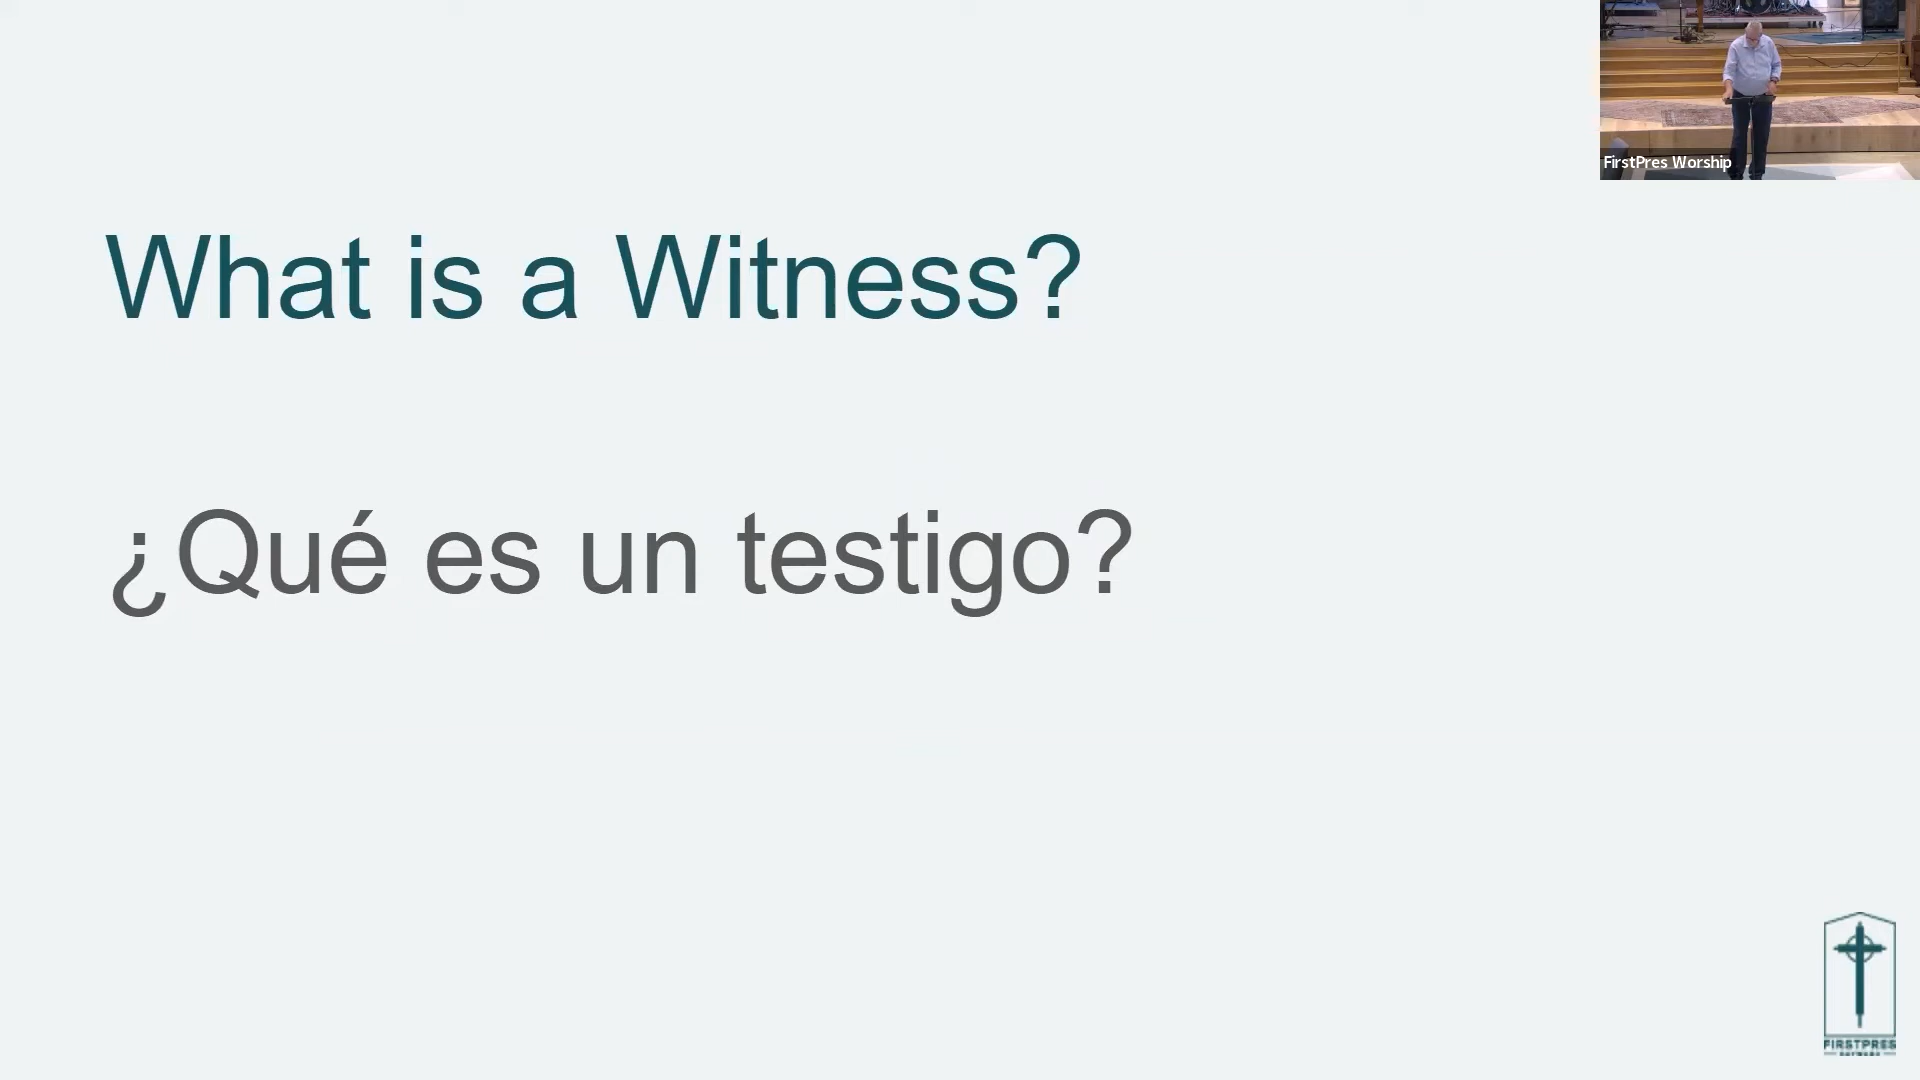 What is a Witness?
¿Qué es un testigo?
FirstPres Worship
FIRSTPRES